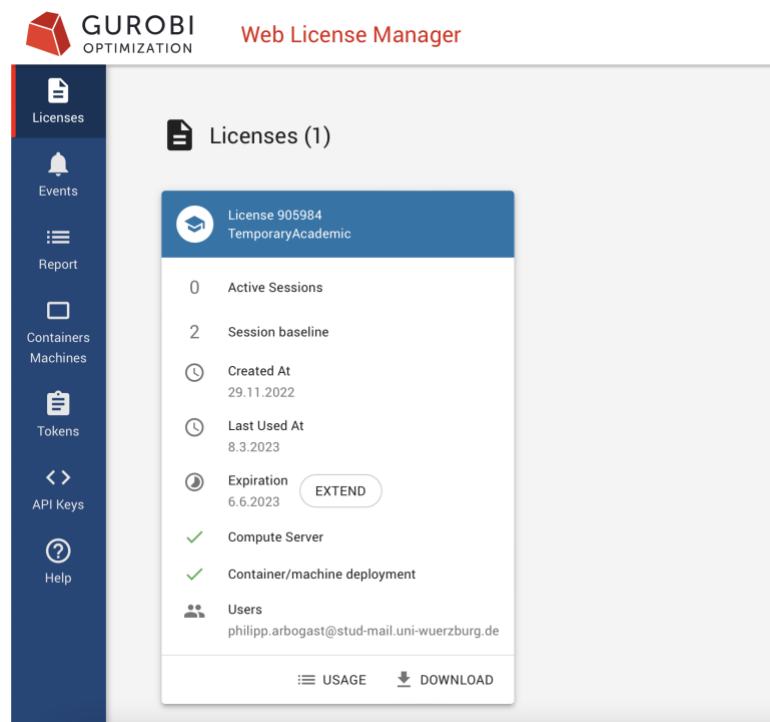 GUROBI
OPTIMIZATION
Web License Manager
Licenses
Events
Report
Containers
Machines
Tokens
API Keys
Help
Licenses (1)
License 905984
TemporaryAcademic
0 Active Sessions
2 Session baseline
Created At
29.11.2022
Last Used At
8.3.2023
Expiration
6.6.2023
EXTEND
Compute Server
Container/machine deployment
Users
philipp.arbogast@stud-mail.uni-wuerzburg.de
USAGE DOWNLOAD